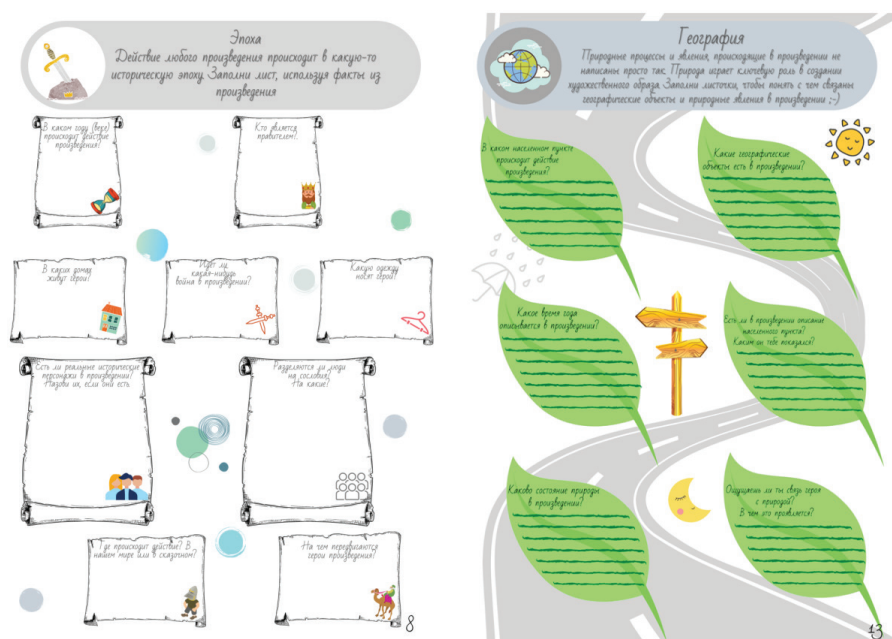 Эпоха
Действие любого произведения происходит в какую-то
историческую эпоху. Заполни лист, используя факты из
произведения
В каком году (веке)
происходит действие
произведения?
Кто является
правителем?
В каких домах
живут герои?
Идет ли
какая-нибудь
война в произведении?
Какую одежду
носят герои?
Есть ли реальные исторические
персонажи в произведении?
Назови их, если они есть
Разделяются ли люди
на сословия?
На какие?
Где происходит действие? В
нашем мире или в сказочном?
На чем передвигаются
герои произведения?
8
География
Природные процессы и явления, происходящие в произведении не
написаны просто так. Природа играет ключевую роль в создании
художественного образа. Заполни листочки, чтобы понять с чем связаны
географические объекты и природные явления в произведении ;-)
В каком населенном пункте
происходит действие
произведения?
Какие географические
объекты есть в произведении?
Какое время года
описывается в произведении?
Есть ли в произведении описание
населенного пункта?
Каким он тебе показался?
Каково состояние природы
в произведении?
Ощущаешь ли ты связь героя
с природой?
В чем это проявляется?
13